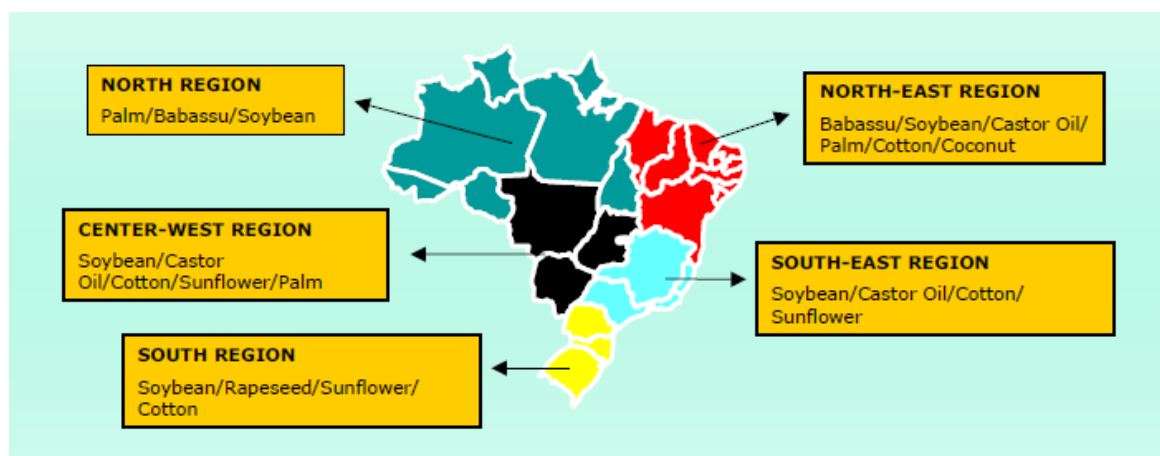 NORTH REGION
Palm/Babassu/Soybean
NORTH-EAST REGION
Babassu/Soybean/Castor Oil/
Palm/Cotton/Coconut
CENTER-WEST REGION
Soybean/Castor
Oil/Cotton/Sunflower/Palm
SOUTH-EAST REGION
Soybean/Castor Oil/Cotton/
Sunflower
SOUTH REGION
Soybean/Rapeseed/Sunflower/
Cotton